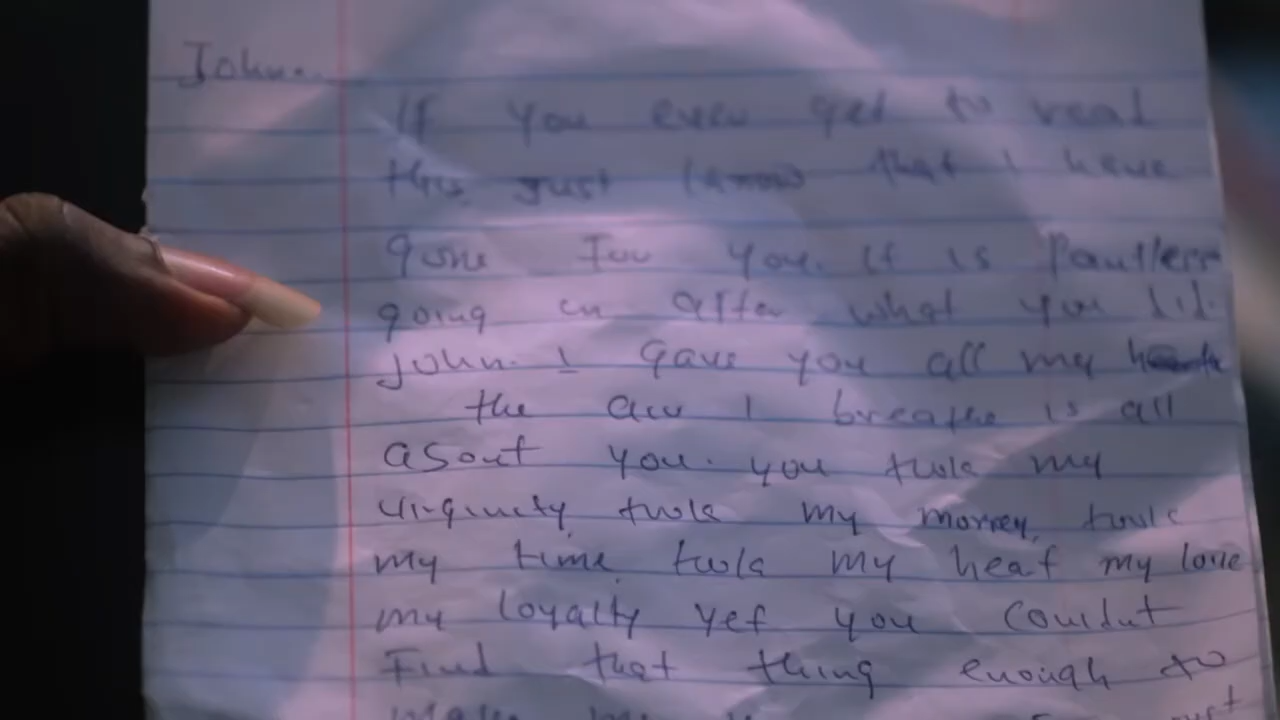 John.
If you ever get to read
this just know that I have
gone for you. It is pointless
going on after what you did.
John. I gave you all my
the air I breathe is all
about you. you took my
virginity took my money, took
my time took my heat my love
my loyalty yet you couldnt
Find that thing enough to
make me